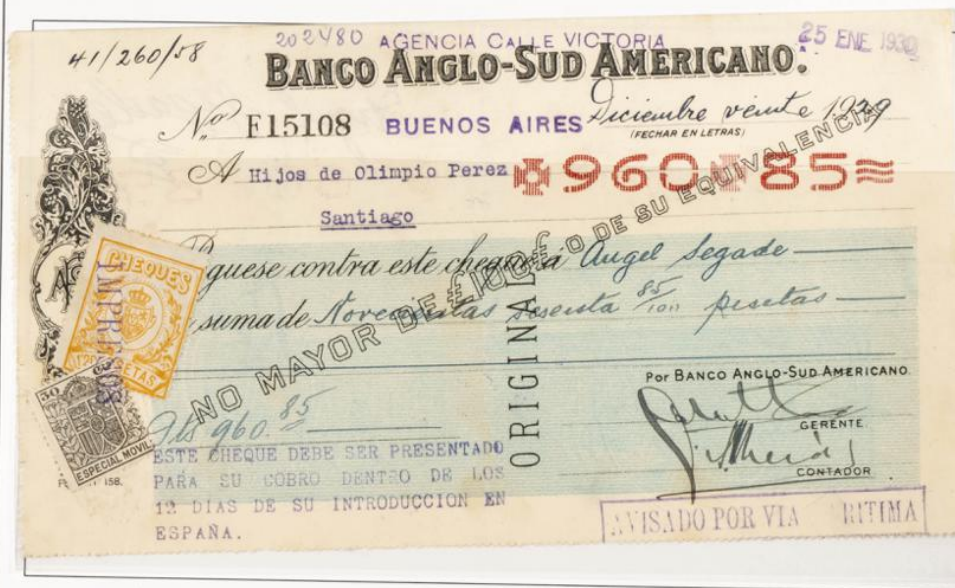 41/260/58
202480 AGENCIA CALLE VICTORIA 25 ENE 1930
BANCO ANGLO-SUD AMERICANO.
Nº F15108 BUENOS AIRES Diciembre veinte 1929
(FECHAR EN LETRAS)
A Hijos de Olimpio Perez 960 85
Santiago
guese contra este cheque á Angel Segade
suma de Novecientas sesenta 85/100 pesetas
NO MAYOR DE £100 £ O DE SU EQUIVALENCIA
ORIGINAL
CHEQUES
IMPRESOS
ESPECIAL MOVIL
Pts 960.85
Por BANCO ANGLO-SUD AMERICANO
GERENTE
CONTADOR
ESTE CHEQUE DEBE SER PRESENTADO
PARA SU COBRO DENTRO DE LOS
12 DIAS DE SU INTRODUCCION EN
ESPAÑA.
158.
AVISADO POR VIA RITIMA